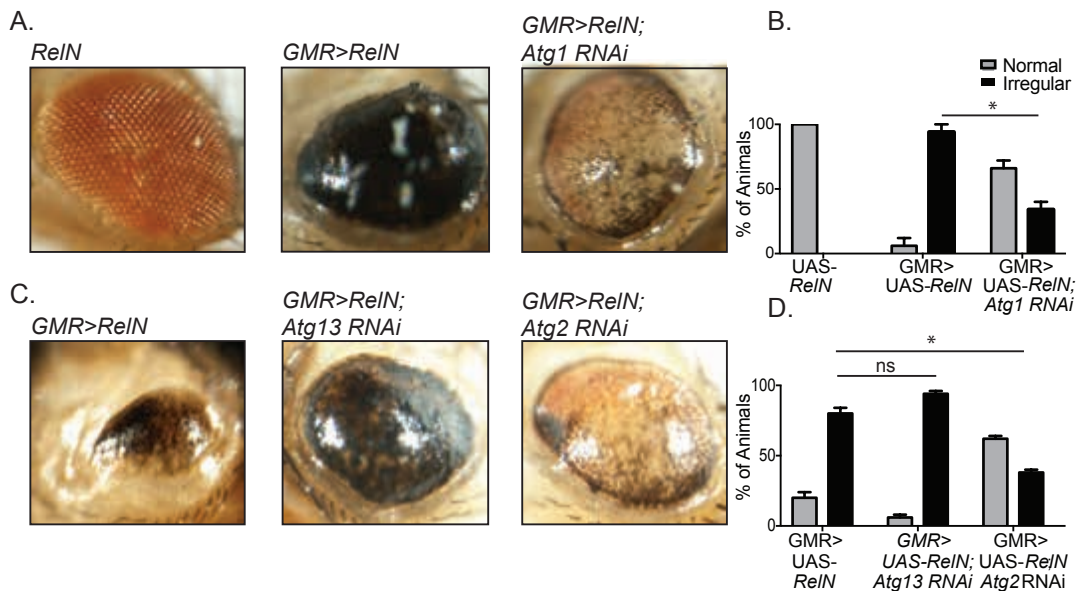 A.
RelN
GMR>RelN
GMR>RelN;
Atg1 RNAi
B.
Normal
Irregular
*
100
50
0
% of Animals
UAS-
RelN
GMR>
UAS-RelN
GMR>
UAS-RelN;
Atg1 RNAi
C.
GMR>RelN
GMR>RelN;
Atg13 RNAi
GMR>RelN;
Atg2 RNAi
D.
*
ns
100
50
0
% of Animals
GMR>
UAS-
RelN
GMR>
UAS-RelN;
Atg13 RNAi
GMR>
UAS-RelN
Atg2RNAi